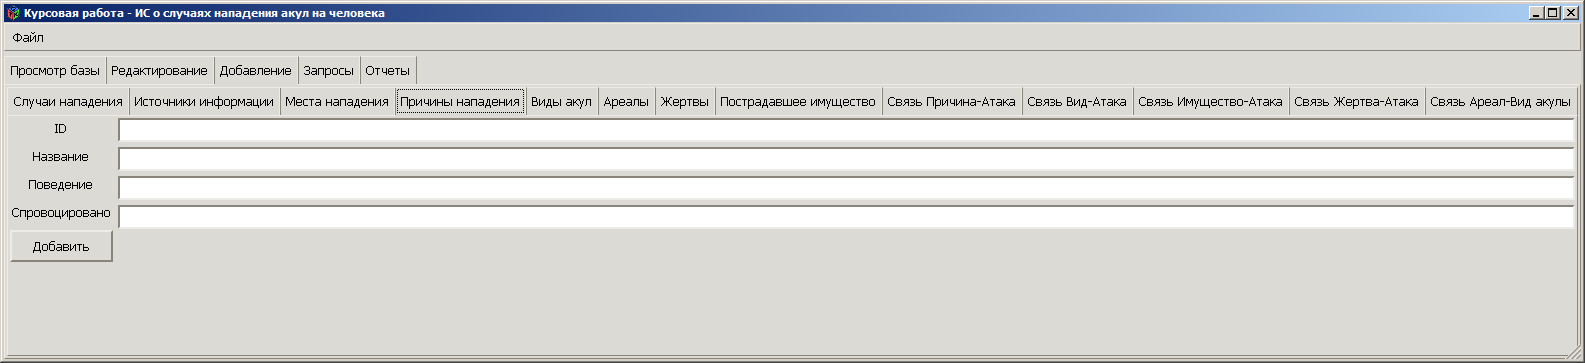 Курсовая работа - ИС о случаях нападения акул на человека
Файл
Просмотр базы Редактирование Добавление Запросы Отчеты
Случаи нападения Источники информации Места нападения Причины нападения Виды акул Ареалы Жертвы Пострадавшее имущество Связь Причина-Атака Связь Вид-Атака Связь Имущество-Атака Связь Жертва-Атака Связь Ареал-Вид акулы
ID
Название
Поведение
Спровоцировано
Добавить